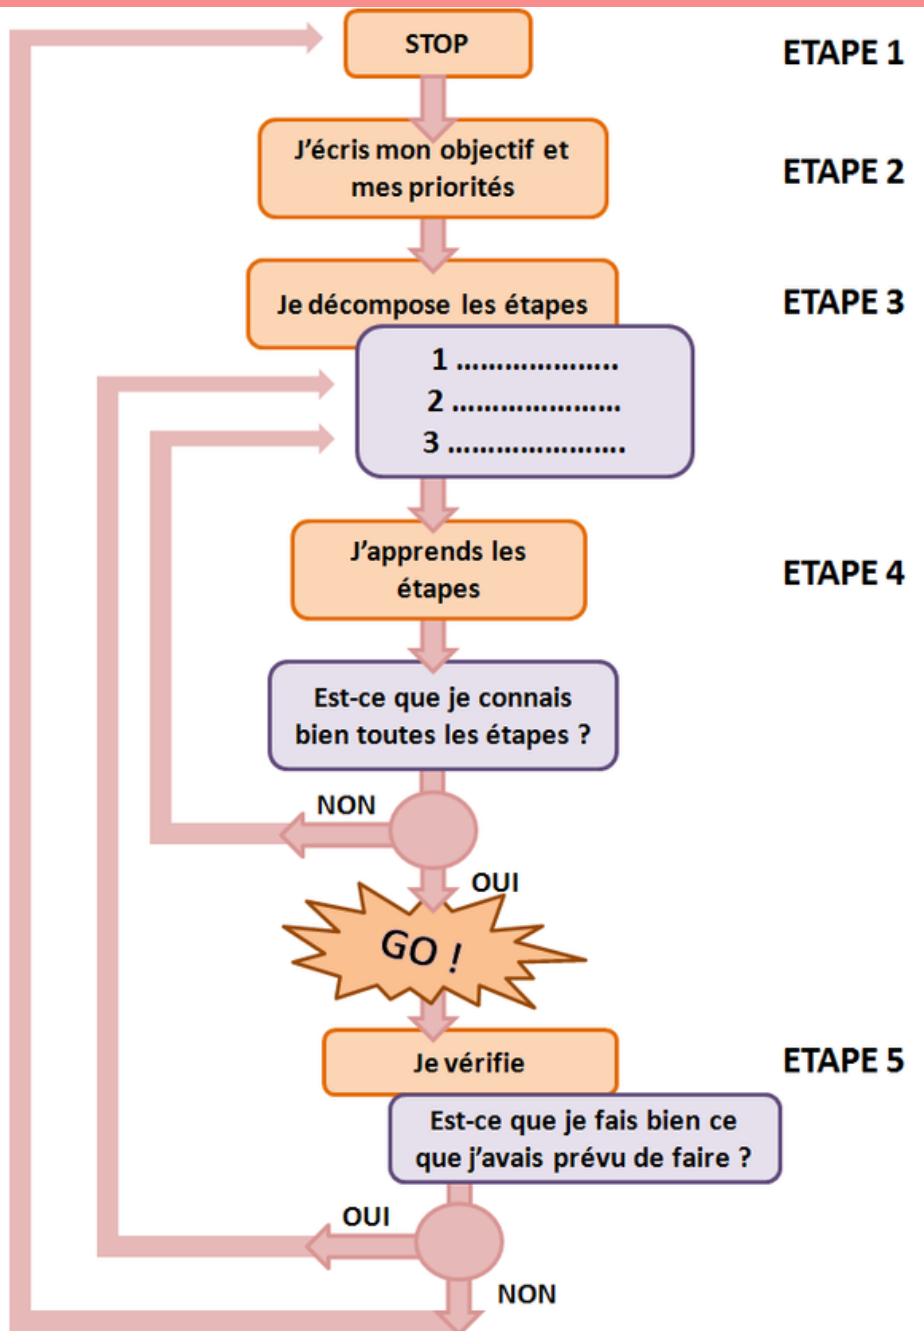 STOP
ETAPE 1
J'écris mon objectif et
mes priorités
ETAPE 2
Je décompose les étapes
ETAPE 3
1 ...................
2 .....................
3 ......................
J'apprends les
étapes
ETAPE 4
Est-ce que je connais
bien toutes les étapes ?
NON
OUI
GO !
Je vérifie
ETAPE 5
Est-ce que je fais bien ce
que j'avais prévu de faire ?
OUI
NON